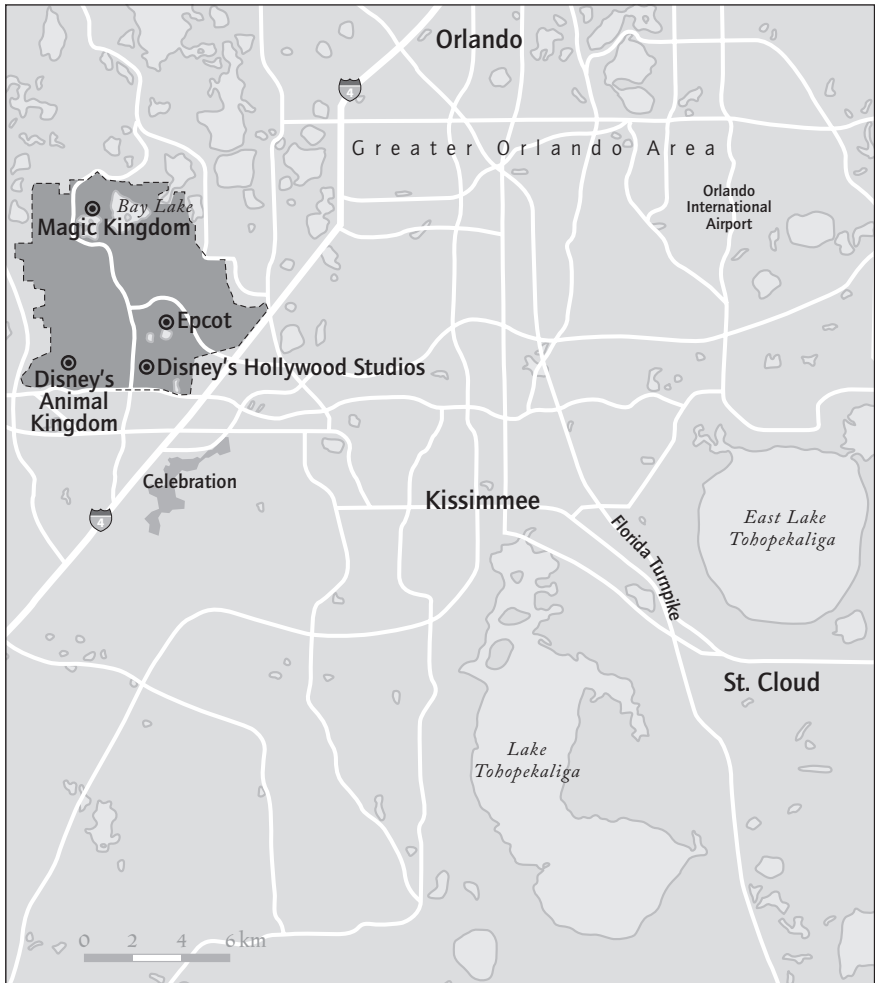 Orlando
4
Greater Orlando Area
Orlando
International
Airport
Bay Lake
Magic Kingdom
Epcot
Disney's Hollywood Studios
Disney's
Animal
Kingdom
Celebration
Kissimmee
4
East Lake
Tohopekaliga
Florida Turnpike
St. Cloud
Lake
Tohopekaliga
0 2 4 6 km